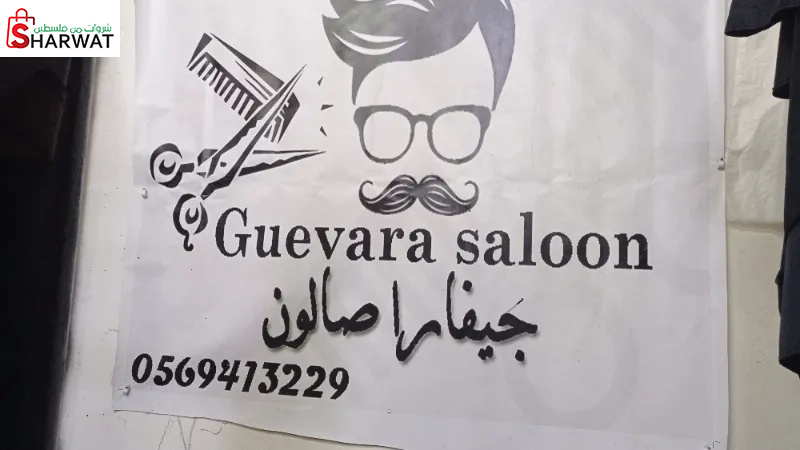 شروات من فلسطين
SHARWAT
Guevara saloon
جيفارا صالون
0569413229